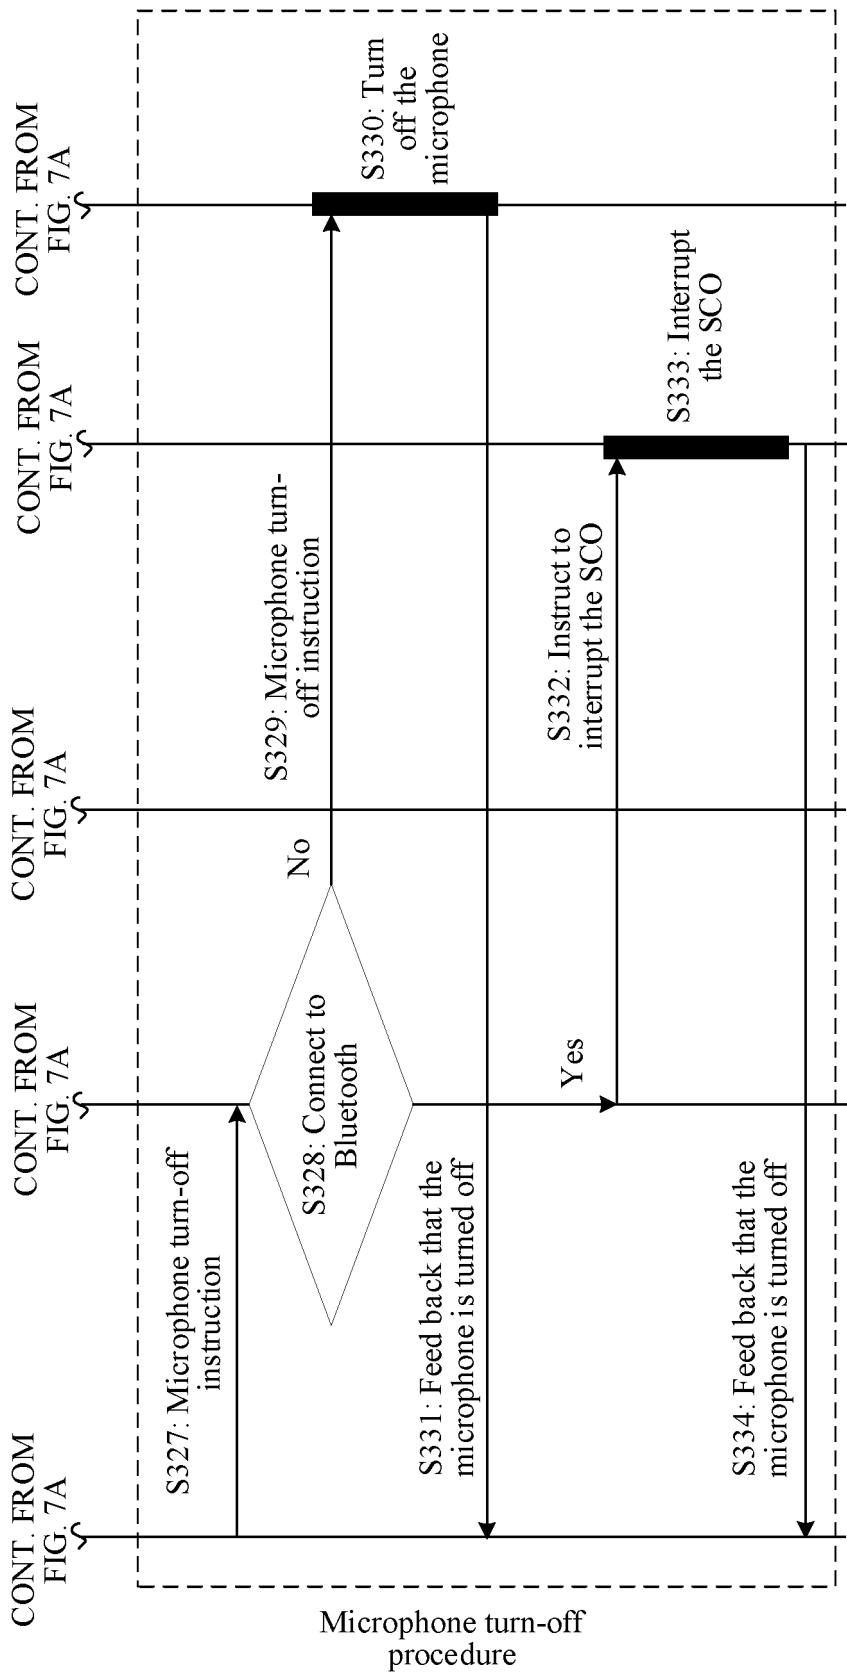 CONT. FROM
FIG. 7A
CONT. FROM
FIG. 7A
CONT. FROM
FIG. 7A
CONT. FROM
FIG. 7A
CONT. FROM
FIG. 7A
S327: Microphone turn-off
instruction
S328: Connect to
Bluetooth
No
S329: Microphone turn-
off instruction
S330: Turn
off the
microphone
S331: Feed back that the
microphone is turned off
Yes
S332: Instruct to
interrupt the SCO
S333: Interrupt
the SCO
S334: Feed back that the
microphone is turned off
Microphone turn-off
procedure